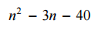 n² − 3n − 40